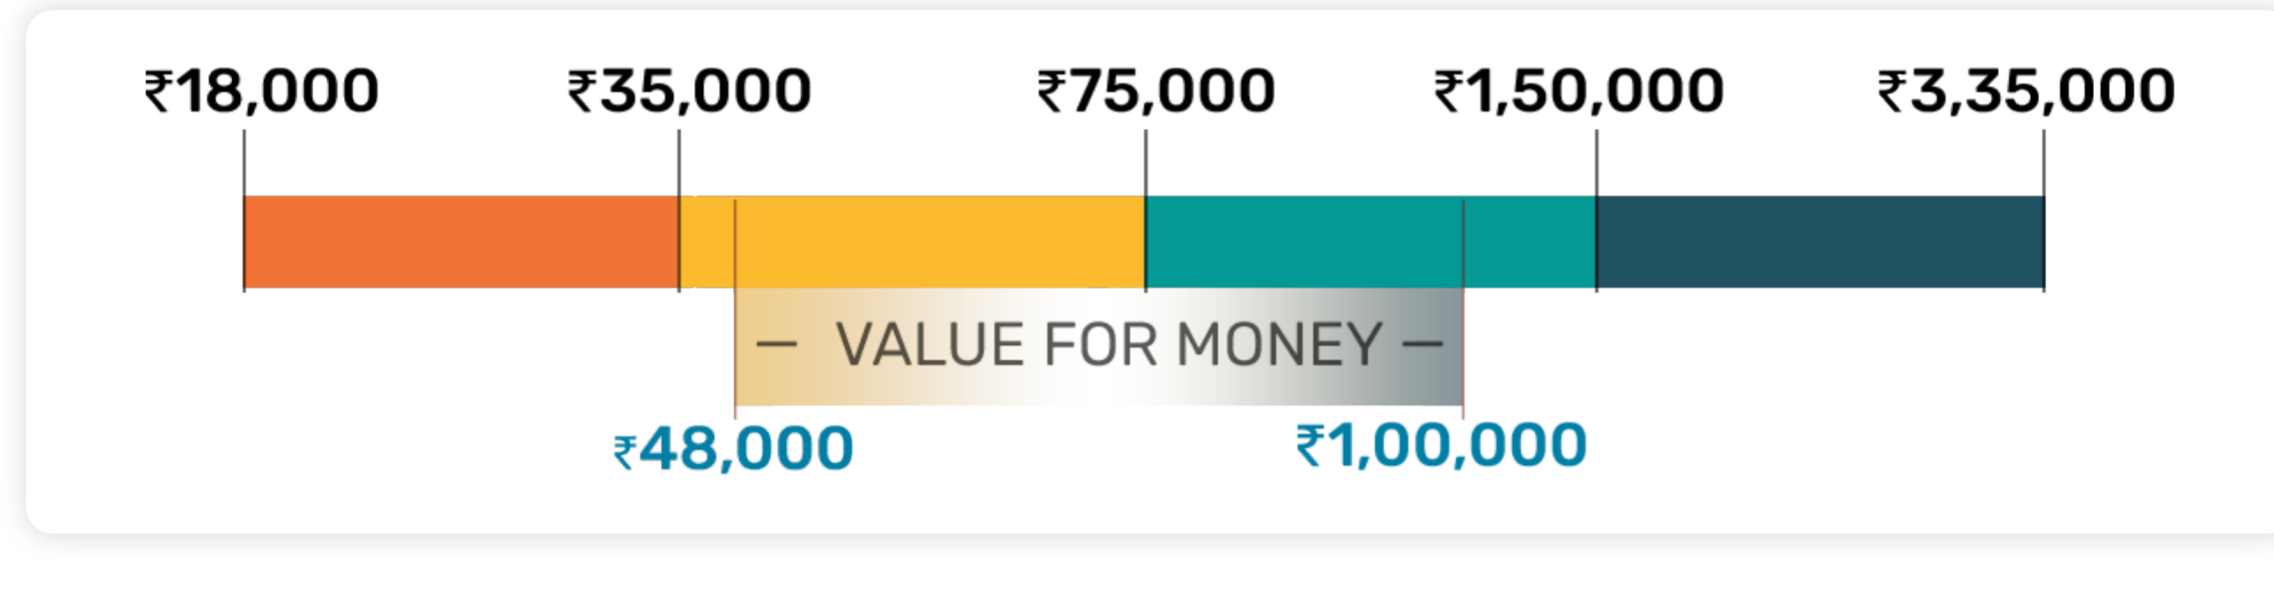 ₹18,000 ₹35,000 ₹75,000 ₹1,50,000 ₹3,35,000
— VALUE FOR MONEY —
₹48,000 ₹1,00,000